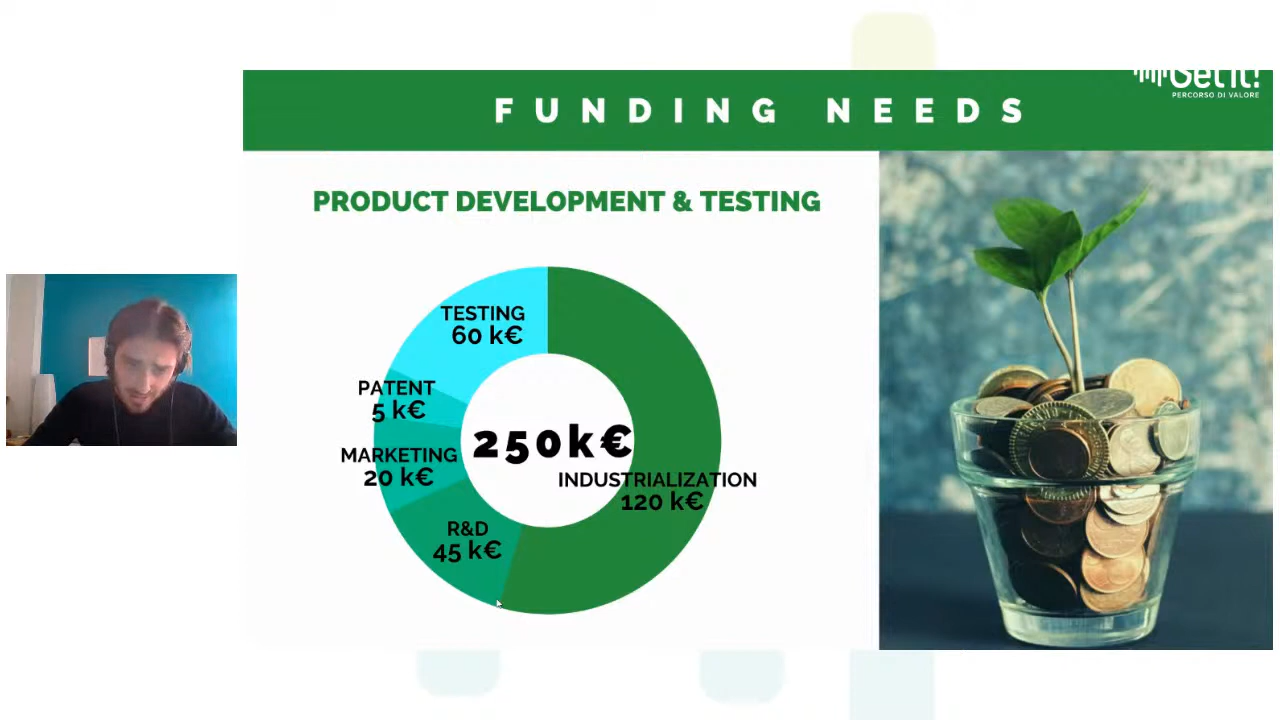 Get it!
PERCORSO DI VALORE
FUNDING NEEDS
PRODUCT DEVELOPMENT & TESTING
TESTING
60 k€
PATENT
5 k€
MARKETING
20 k€
R&D
45 k€
250k€
INDUSTRIALIZATION
120 k€